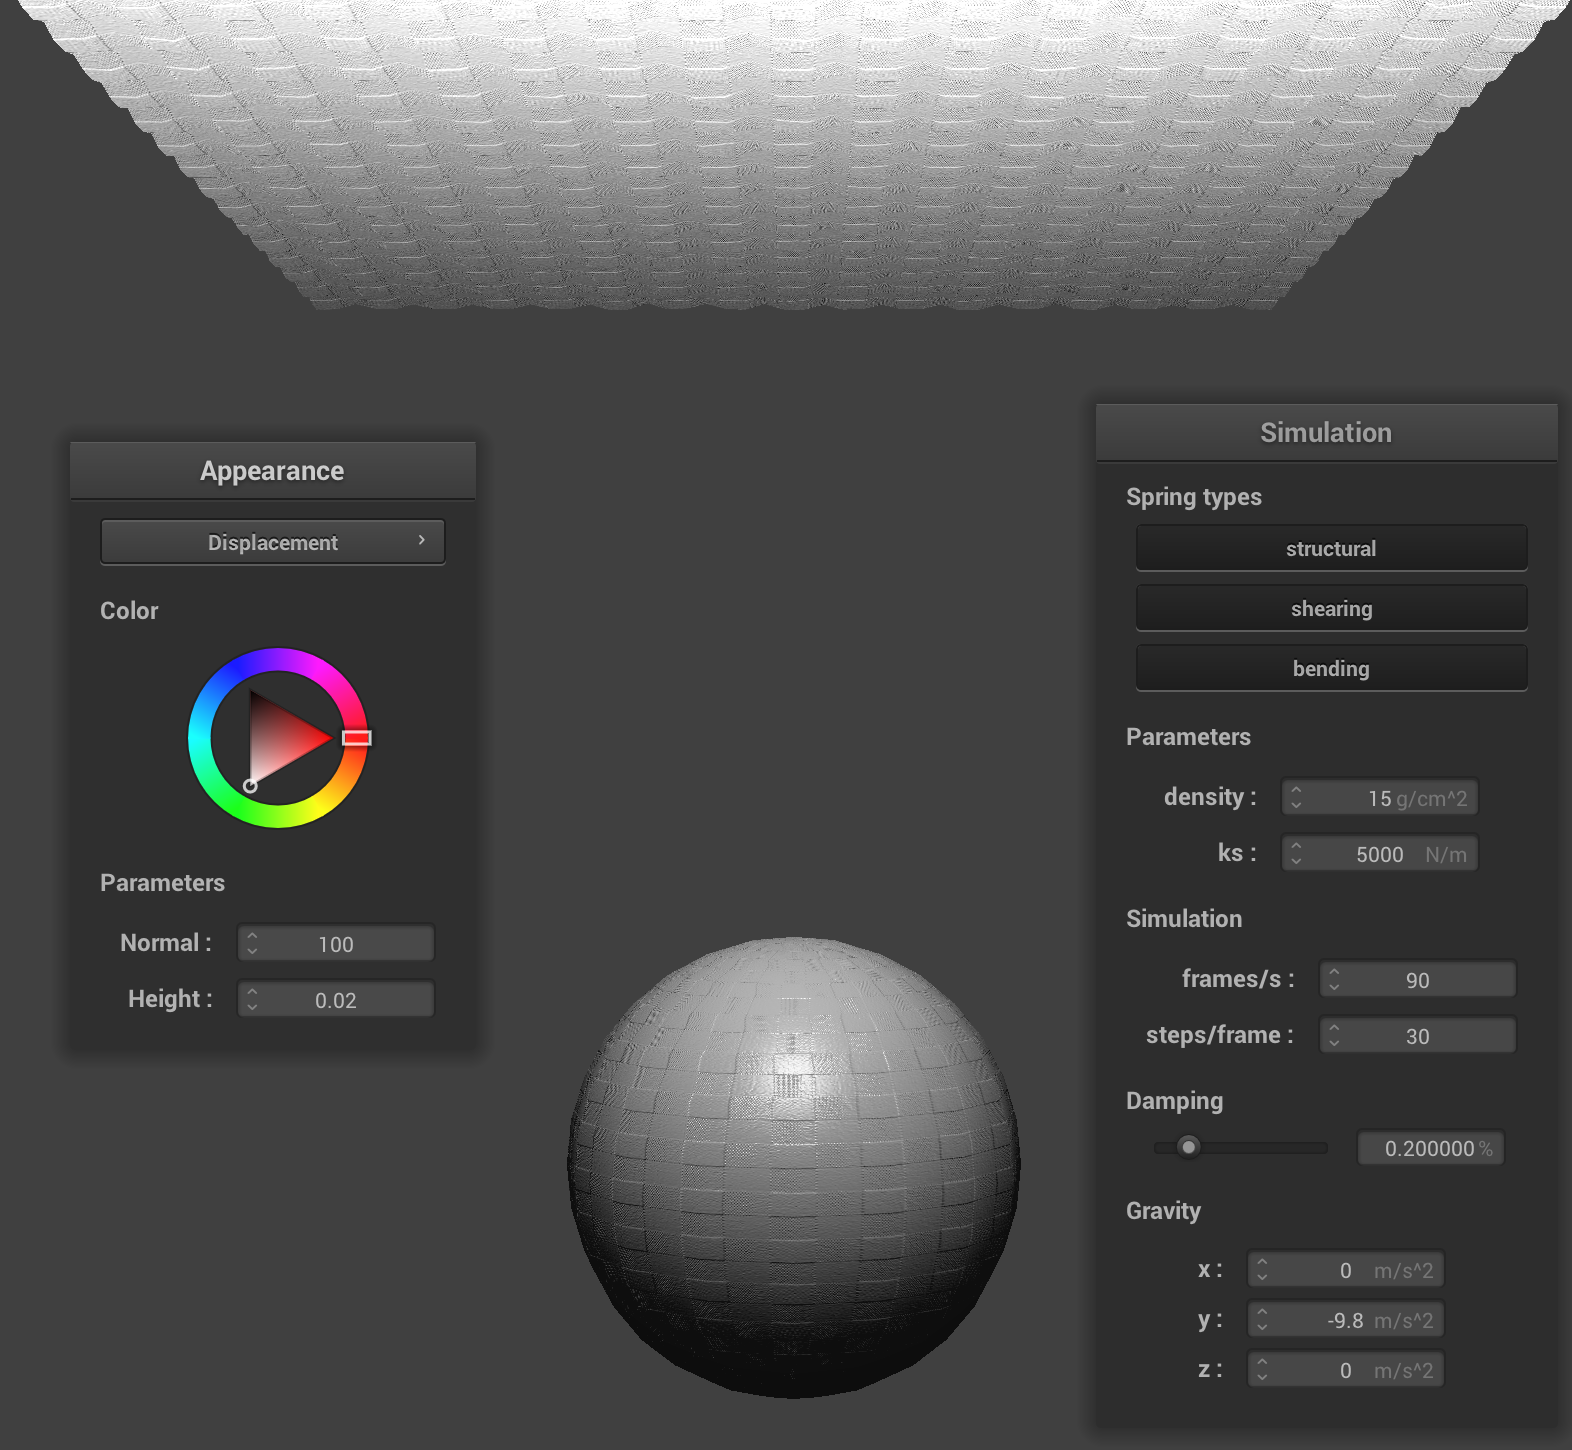 Appearance
Displacement
Color
Parameters
Normal : 100
Height : 0.02
Simulation
Spring types
structural
shearing
bending
Parameters
density : 15 g/cm^2
ks : 5000 N/m
Simulation
frames/s : 90
steps/frame : 30
Damping
0.200000 %
Gravity
x : 0 m/s^2
y : -9.8 m/s^2
z : 0 m/s^2